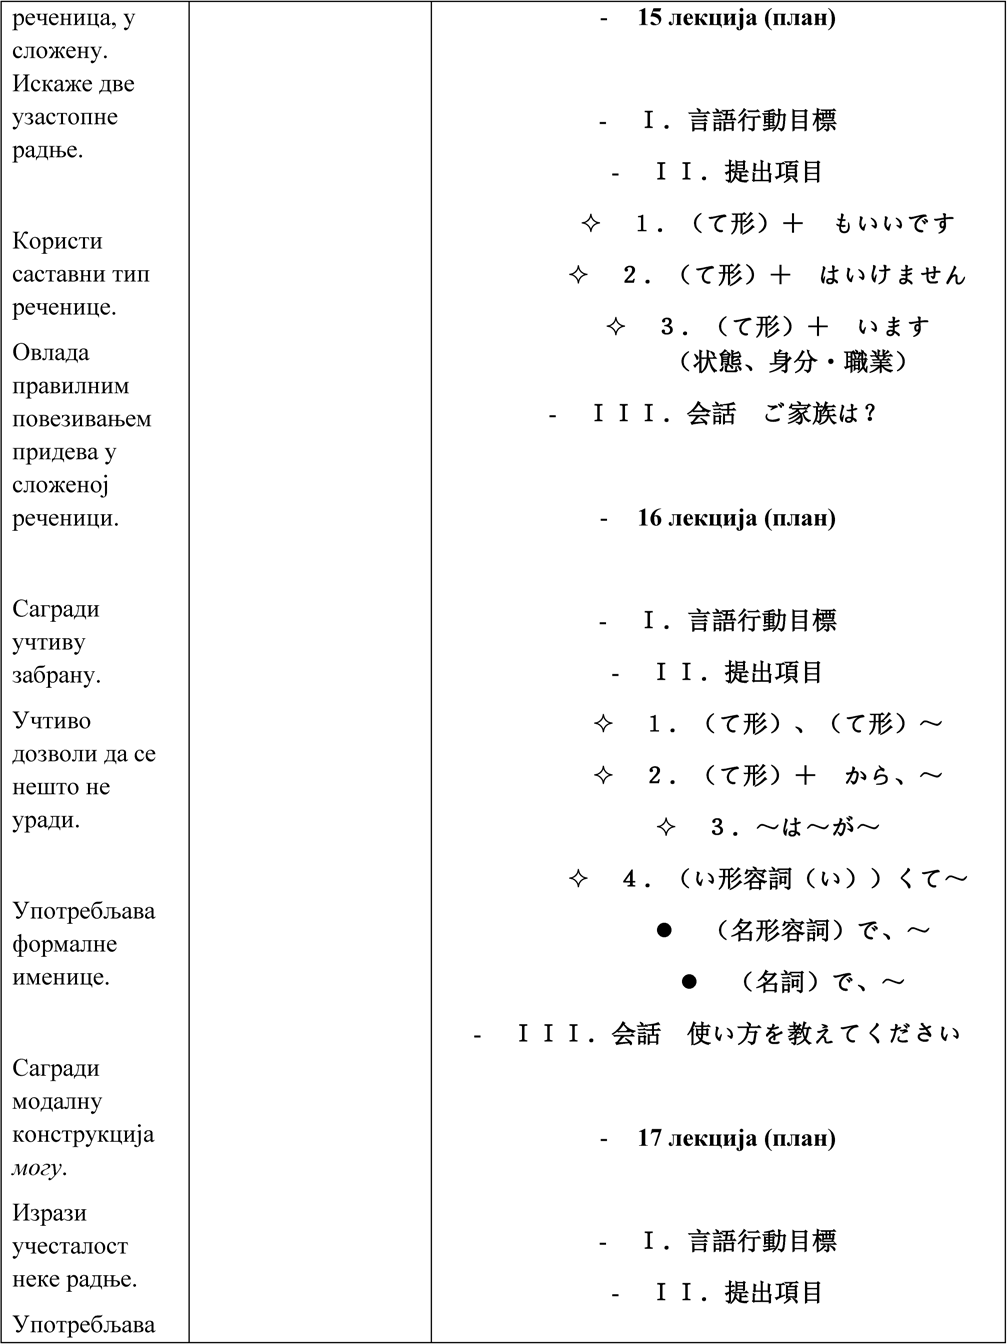 реченица, у
сложену.
Искаже две
узастопне
радње.
Користи
саставни тип
реченице.
Овлада
правилним
повезивањем
придева у
сложеној
реченици.
Сагради
учтиву
забрану.
Учтиво
дозволи да се
нешто не
уради.
Употребљава
формалне
именице.
Сагради
модалну
конструкција
могу.
Изрази
учесталост
неке радње.
Употребљава
- 15 лекција (план)
- Ｉ．言語行動目標
- ＩＩ．提出項目
✧ １．（て形）＋　もいいです
✧ ２．（て形）＋　はいけません
✧ ３．（て形）＋　います
（状態、身分・職業）
- ＩＩＩ．会話　ご家族は？
- 16 лекција (план)
- Ｉ．言語行動目標
- ＩＩ．提出項目
✧ １．（て形）、（て形）～
✧ ２．（て形）＋　から、～
✧ ３．～は～が～
✧ ４．（い形容詞（い））くて～
● （名形容詞）で、～
● （名詞）で、～
- ＩＩＩ．会話　使い方を教えてください
- 17 лекција (план)
- Ｉ．言語行動目標
- ＩＩ．提出項目